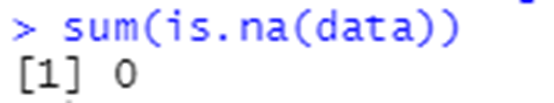 > sum(is.na(data))
[1] 0